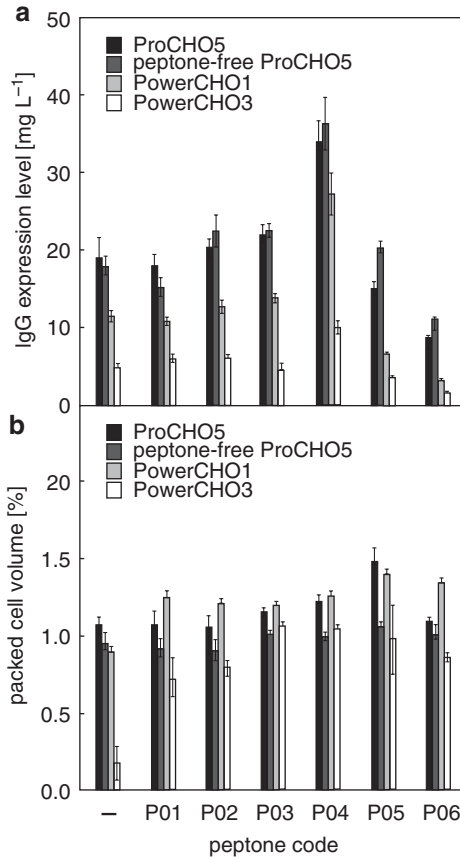 a
50
40
30
20
10
0
IgG expression level [mg L⁻¹]
ProCHO5
peptone-free ProCHO5
PowerCHO1
PowerCHO3
b
20
1.5
1.0
0.5
0.0
packed cell volume [%]
ProCHO5
peptone-free ProCHO5
PowerCHO1
PowerCHO3
– P01 P02 P03 P04 P05 P06
peptone code